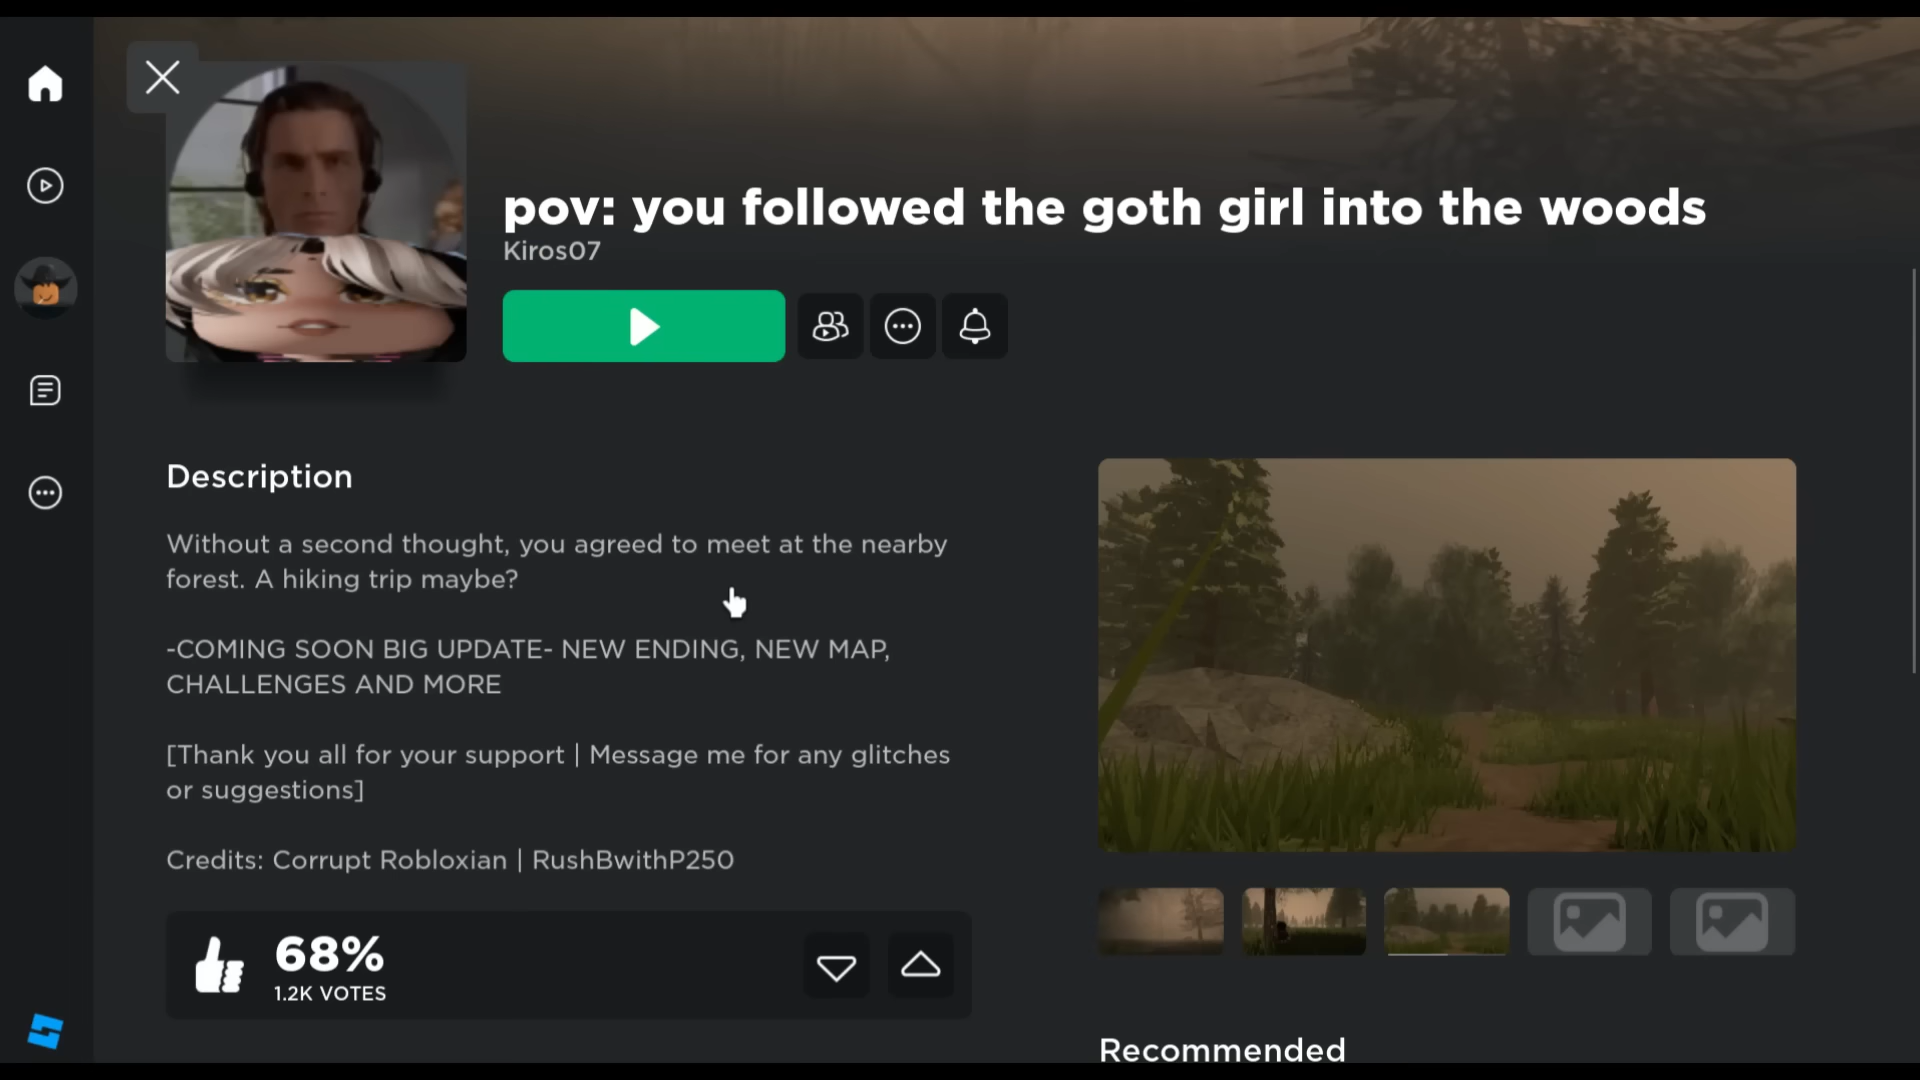 pov: you followed the goth girl into the woods
Kiros07
Description
Without a second thought, you agreed to meet at the nearby
forest. A hiking trip maybe?
-COMING SOON BIG UPDATE- NEW ENDING, NEW MAP,
CHALLENGES AND MORE
[Thank you all for your support | Message me for any glitches
or suggestions]
Credits: Corrupt Robloxian | RushBwithP250
68%
1.2K VOTES
Recommended